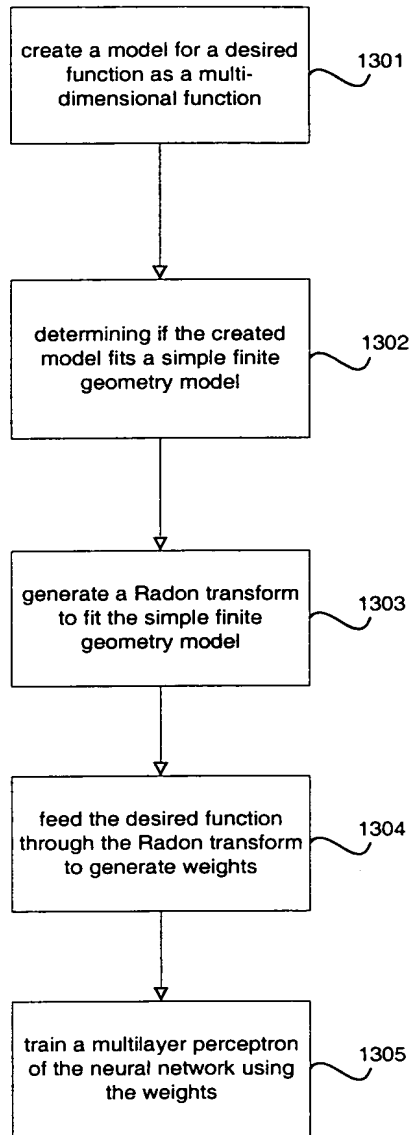 create a model for a desired
function as a multi-
dimensional function
1301
determining if the created
model fits a simple finite
geometry model
1302
generate a Radon transform
to fit the simple finite
geometry model
1303
feed the desired function
through the Radon transform
to generate weights
1304
train a multilayer perceptron
of the neural network using
the weights
1305